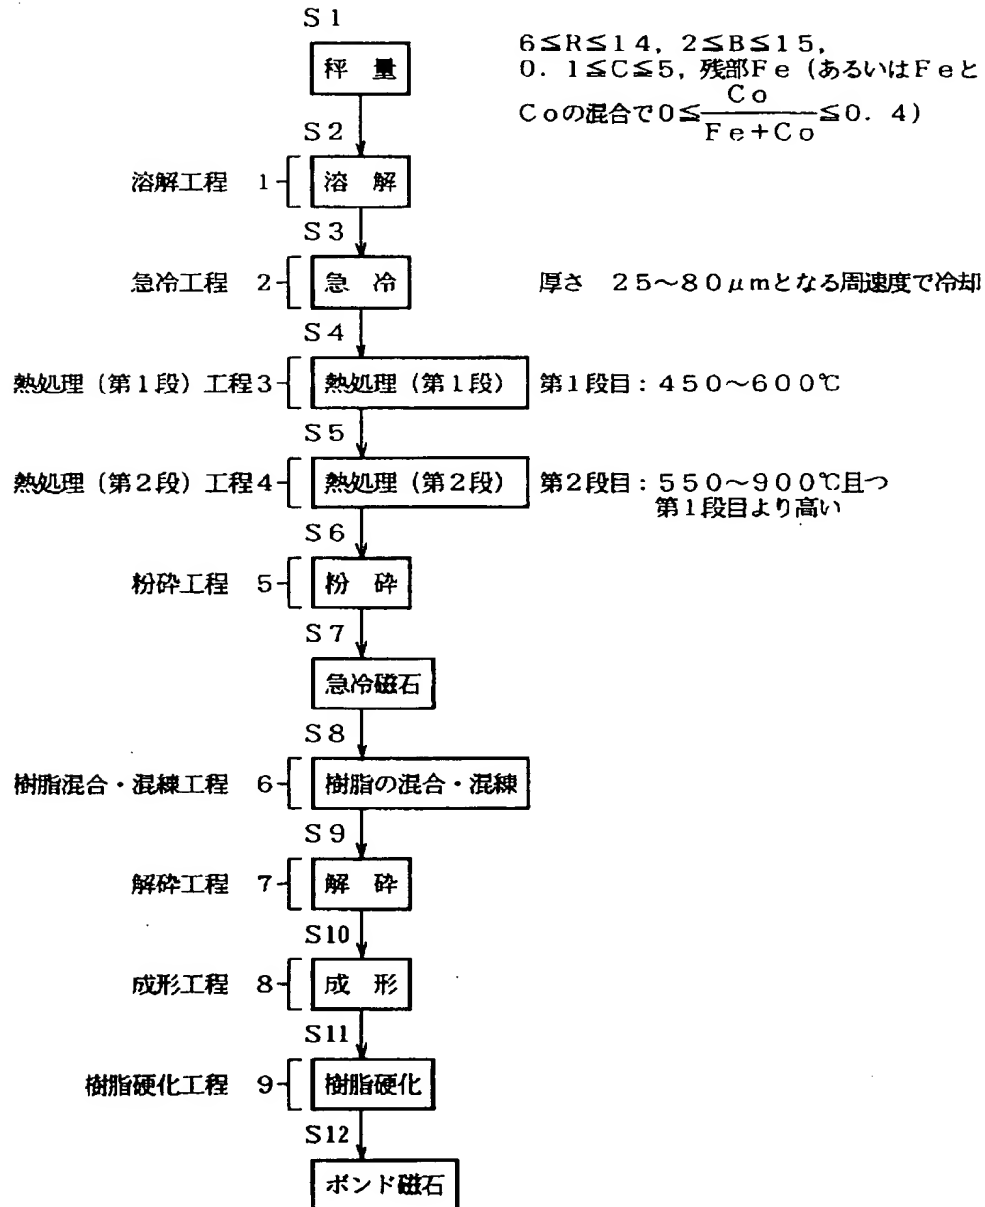 S1
秤 量
6≦R≦14, 2≦B≦15,
0.1≦C≦5, 残部Fe (あるいはFeと
Coの混合で0≦Co/Fe+Co≦0.4)
S2
溶解工程 1 溶 解
S3
急冷工程 2 急 冷 厚さ 25~80μmとなる周速度で冷却
S4
熱処理(第1段)工程3 熱処理(第1段) 第1段目:450~600℃
S5
熱処理(第2段)工程4 熱処理(第2段) 第2段目:550~900℃且つ
第1段目より高い
S6
粉砕工程 5 粉 砕
S7
急冷磁石
S8
樹脂混合・混練工程 6 樹脂の混合・混練
S9
解砕工程 7 解 砕
S10
成形工程 8 成 形
S11
樹脂硬化工程 9 樹脂硬化
S12
ボンド磁石